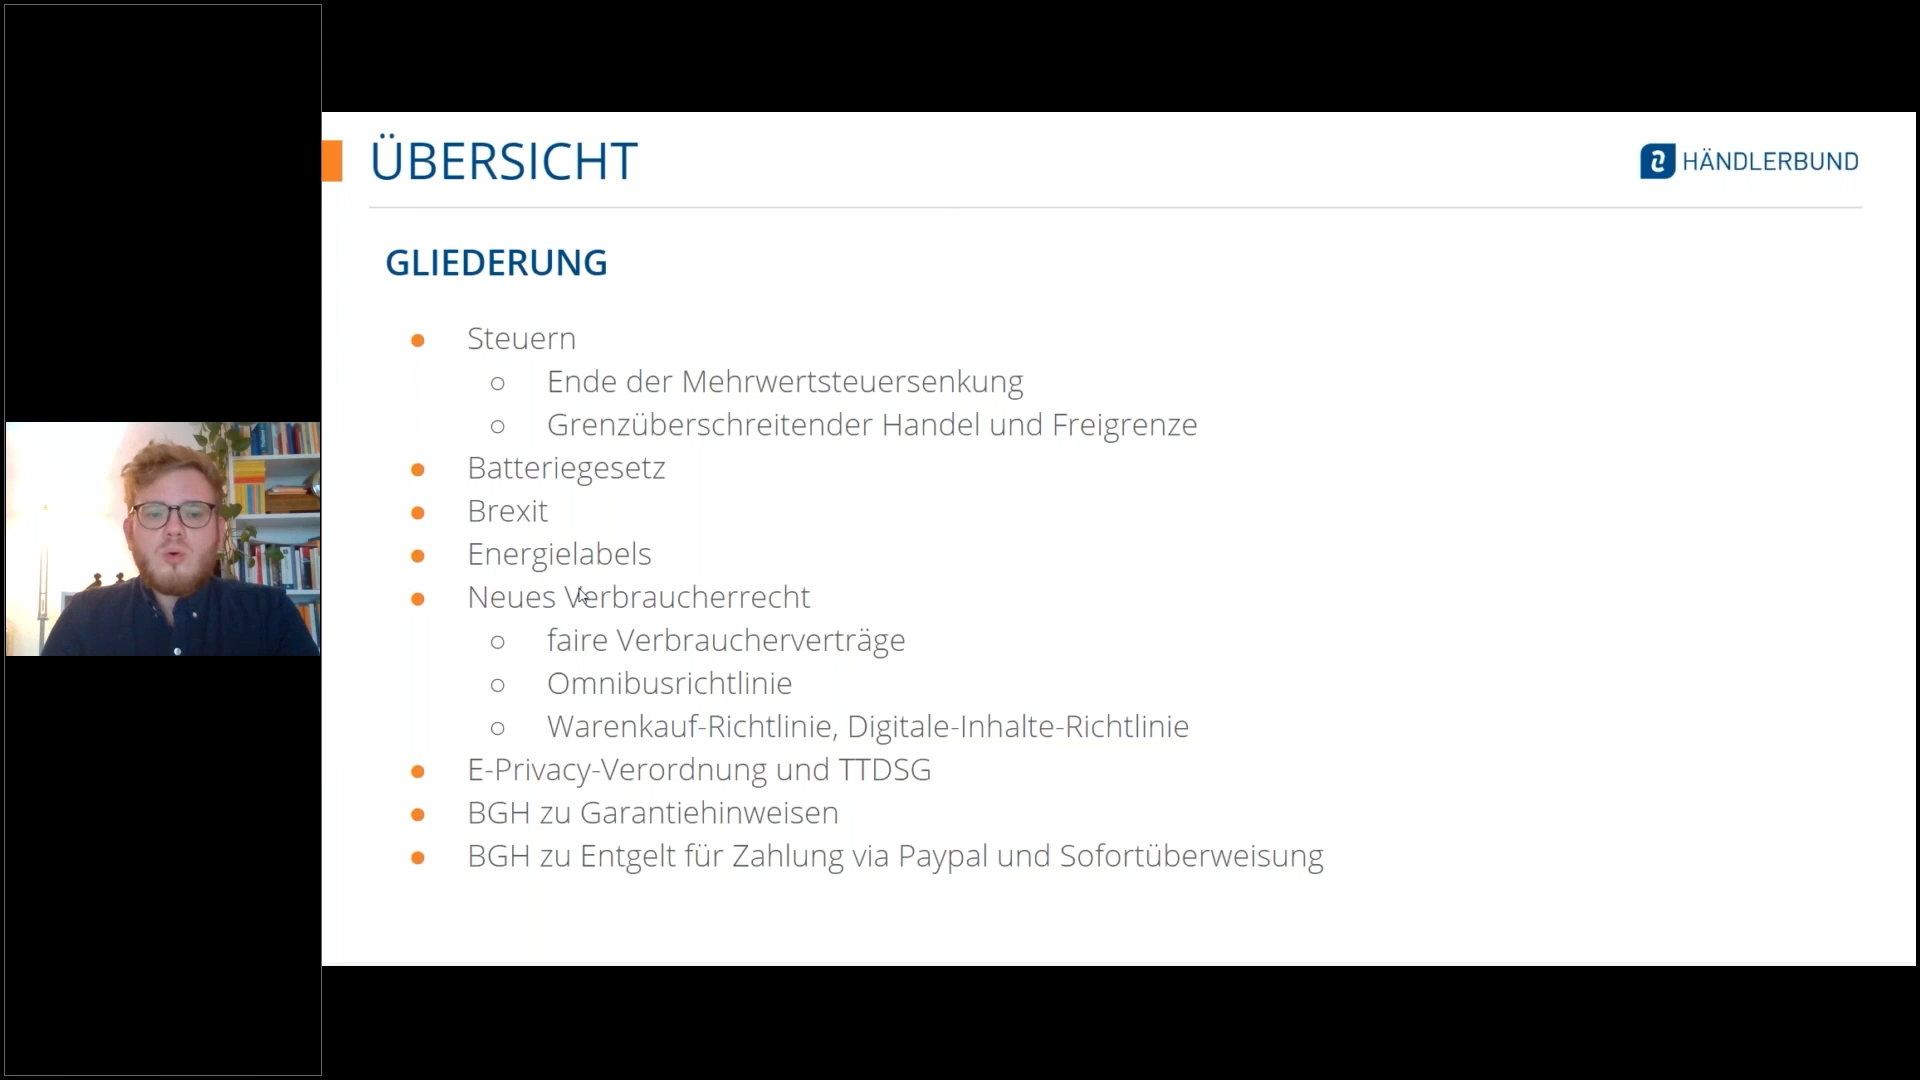 ÜBERSICHT
HÄNDLERBUND
GLIEDERUNG
Steuern
Ende der Mehrwertsteuersenkung
Grenzüberschreitender Handel und Freigrenze
Batteriegesetz
Brexit
Energielabels
Neues Verbraucherrecht
faire Verbraucherverträge
Omnibusrichtlinie
Warenkauf-Richtlinie, Digitale-Inhalte-Richtlinie
E-Privacy-Verordnung und TTDSG
BGH zu Garantiehinweisen
BGH zu Entgelt für Zahlung via Paypal und Sofortüberweisung